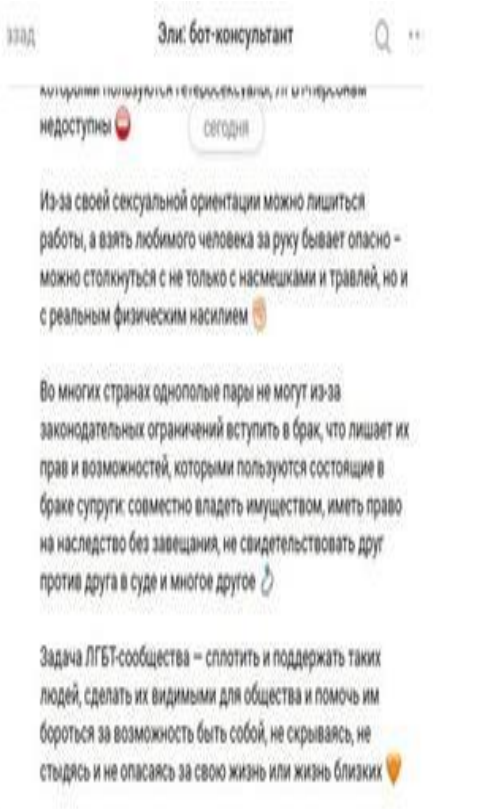 азад
Эли: бот-консультант
которыми пользуются гетеросексуалы, ЛГБТ-персонам
недоступны
сегодня
Из-за своей сексуальной ориентации можно лишиться
работы, а взять любимого человека за руку бывает опасно –
можно столкнуться с не только с насмешками и травлей, но и
с реальным физическим насилием
Во многих странах однополые пары не могут из-за
законодательных ограничений вступить в брак, что лишает их
прав и возможностей, которыми пользуются состоящие в
браке супруги: совместно владеть имуществом, иметь право
на наследство без завещания, не свидетельствовать друг
против друга в суде и многое другое
Задача ЛГБТ-сообщества – сплотить и поддержать таких
людей, сделать их видимыми для общества и помочь им
бороться за возможность быть собой, не скрываясь, не
стыдясь и не опасаясь за свою жизнь или жизнь близких